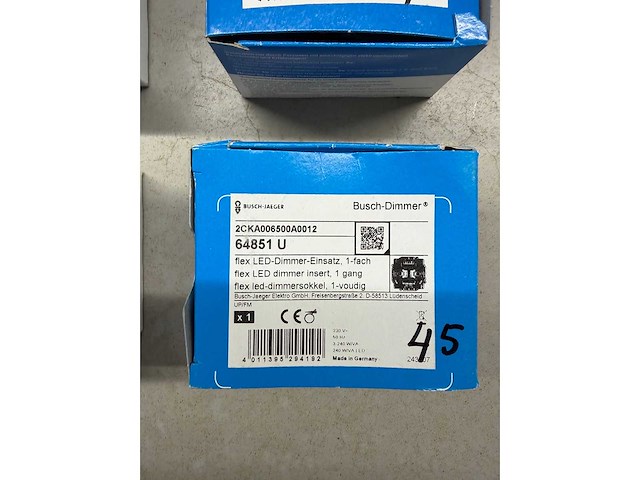 BUSCH-JAEGER
Busch-Dimmer®
2CKA006500A0012
64851 U
flex LED-Dimmer-Einsatz, 1-fach
flex LED dimmer insert, 1 gang
flex led-dimmersokkel, 1-voudig
Busch-Jaeger Elektro GmbH, Freisenbergstraße 2, D-58513 Lüdenscheid
UP/FM
x 1
CE
Made in Germany
4 011395 294192
45